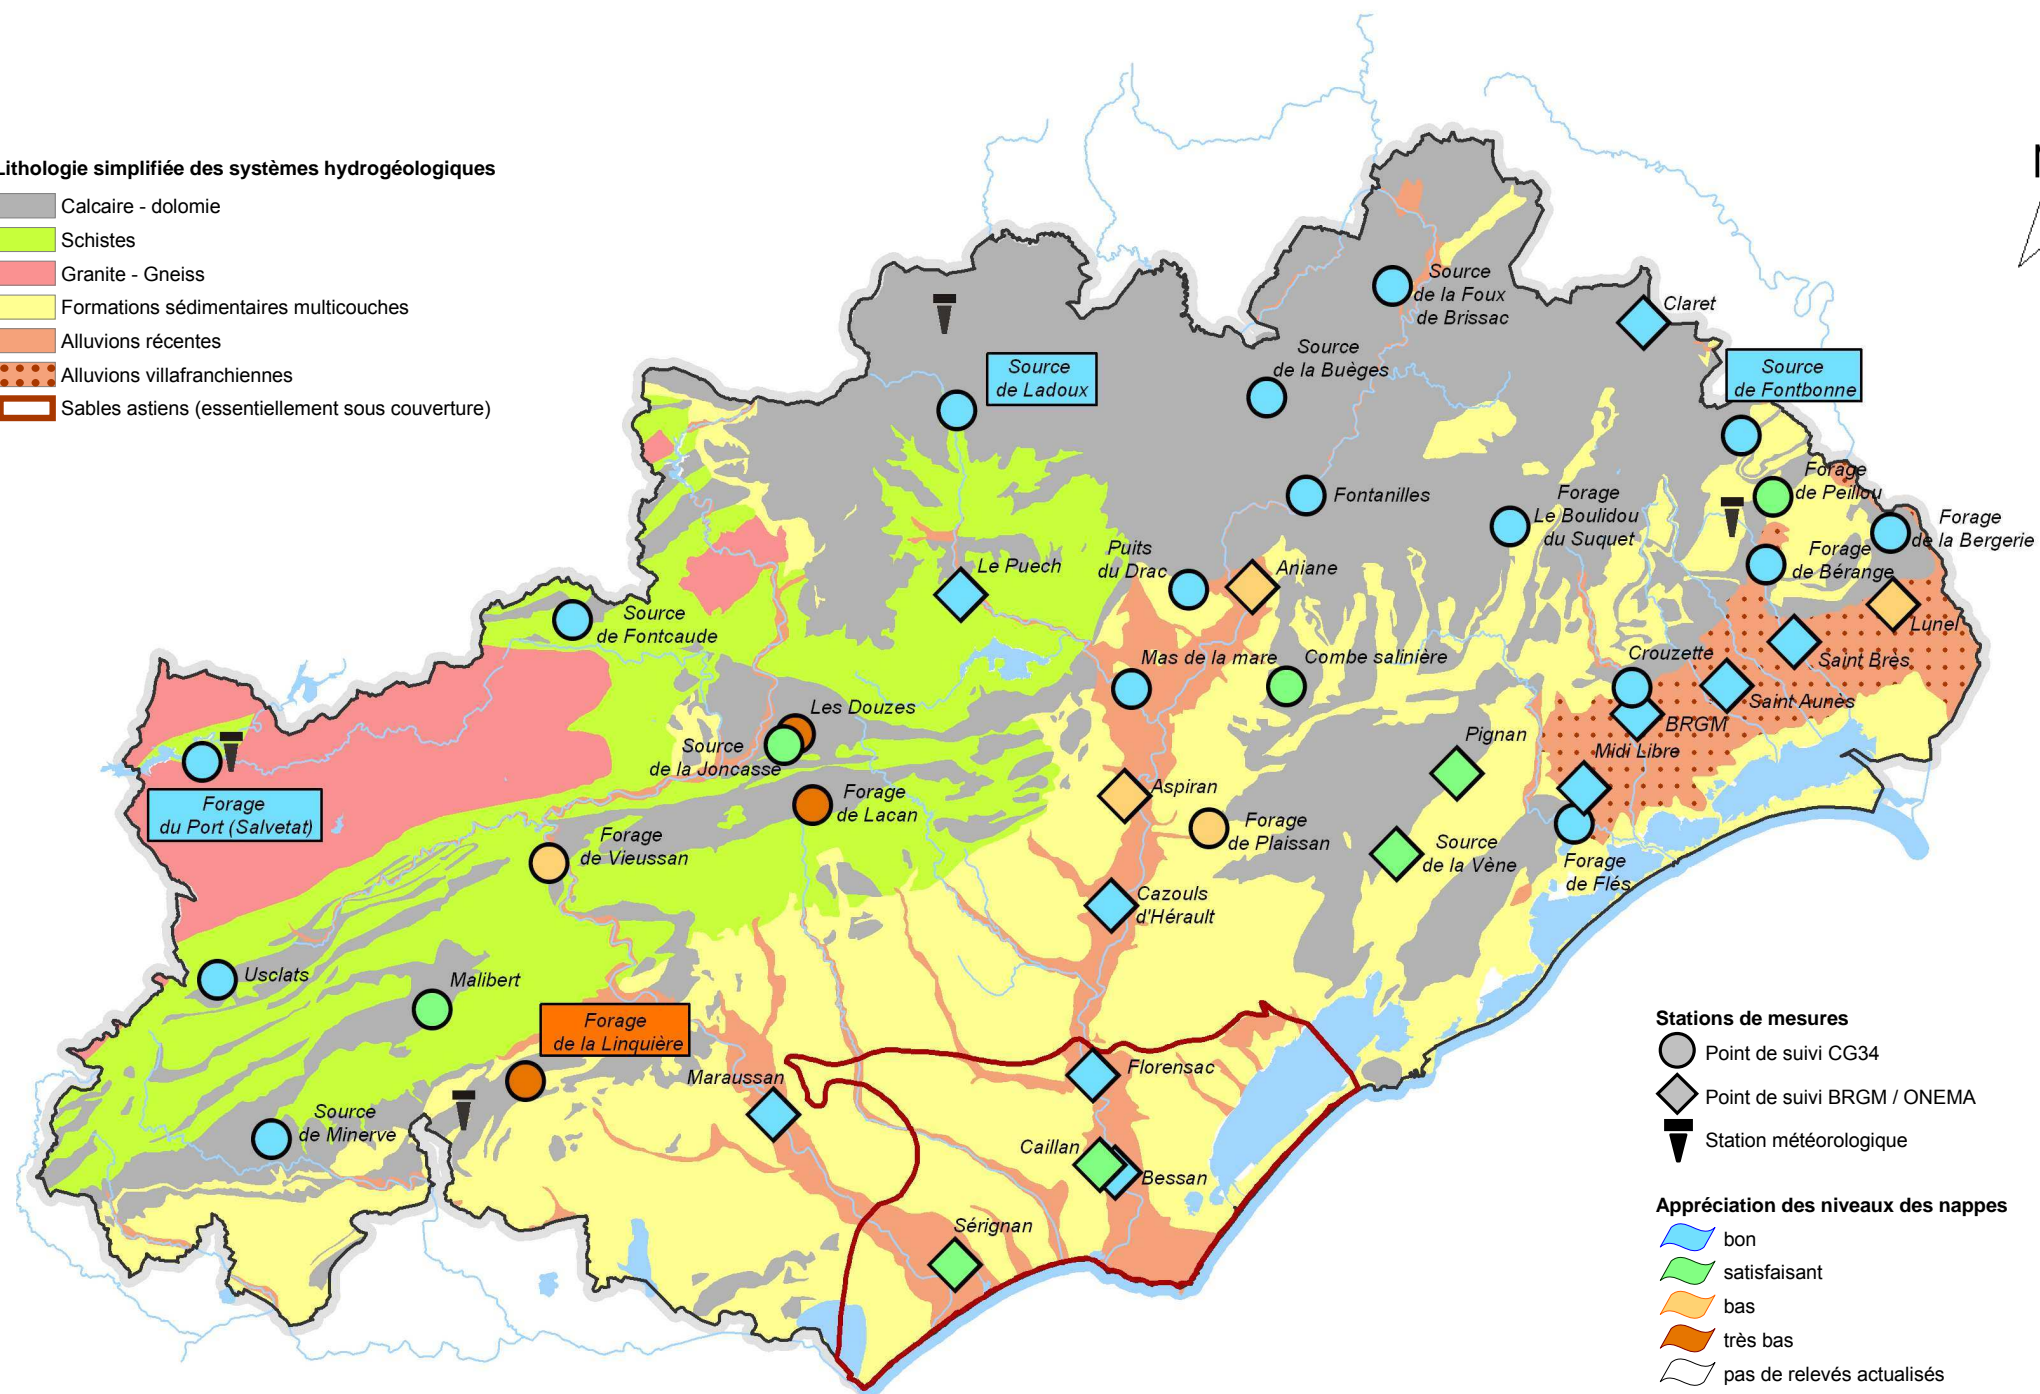 Lithologie simplifiée des systèmes hydrogéologiques
Calcaire - dolomie
Schistes
Granite - Gneiss
Formations sédimentaires multicouches
Alluvions récentes
Alluvions villafranchiennes
Sables astiens (essentiellement sous couverture)
Source
de la Foux
de Brissac
Claret
Source
de la Buèges
Source
de Ladoux
Source
de Fontbonne
Fontanilles
Forage
de Peillou
Forage
Le Boulidou
du Suquet
Forage
de la Bergerie
Forage
de Bérange
Puits
du Drac
Aniane
Le Puech
Lunel
Source
de Fontcaude
Mas de la mare
Combe salinière
Crouzette
Saint Bres
Saint Aunès
BRGM
Les Douzes
Source
de la Joncasse
Pignan
Midi Libre
Forage
du Port (Salvetat)
Forage
de Lacan
Aspiran
Forage
de Plaissan
Source
de la Vène
Forage
de Flés
Forage
de Vieussan
Cazouls
d'Hérault
Usclats
Malibert
Forage
de la Linquière
Maraussan
Florensac
Source
de Minerve
Caillan
Bessan
Sérignan
Stations de mesures
Point de suivi CG34
Point de suivi BRGM / ONEMA
Station météorologique
Appréciation des niveaux des nappes
bon
satisfaisant
bas
très bas
pas de relevés actualisés